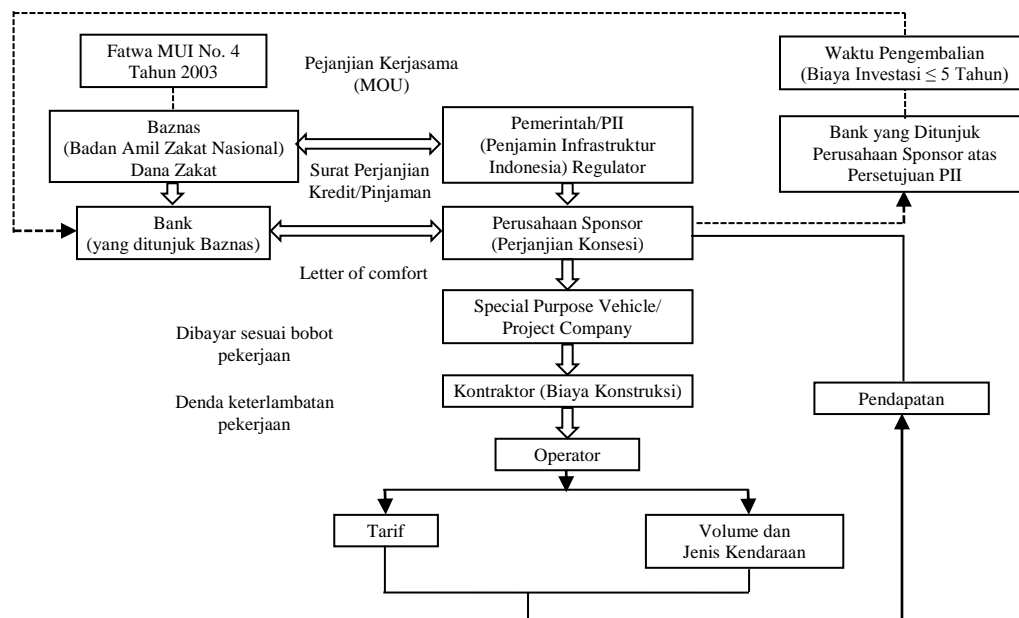 Fatwa MUI No. 4
Tahun 2003
Pejanjian Kerjasama
(MOU)
Waktu Pengembalian
(Biaya Investasi ≤ 5 Tahun)
Baznas
(Badan Amil Zakat Nasional)
Dana Zakat
Surat Perjanjian
Kredit/Pinjaman
Pemerintah/PII
(Penjamin Infrastruktur
Indonesia) Regulator
Bank yang Ditunjuk
Perusahaan Sponsor atas
Persetujuan PII
Bank
(yang ditunjuk Baznas)
Perusahaan Sponsor
(Perjanjian Konsesi)
Letter of comfort
Special Purpose Vehicle/
Project Company
Dibayar sesuai bobot
pekerjaan
Kontraktor (Biaya Konstruksi)
Denda keterlambatan
pekerjaan
Pendapatan
Operator
Tarif
Volume dan
Jenis Kendaraan